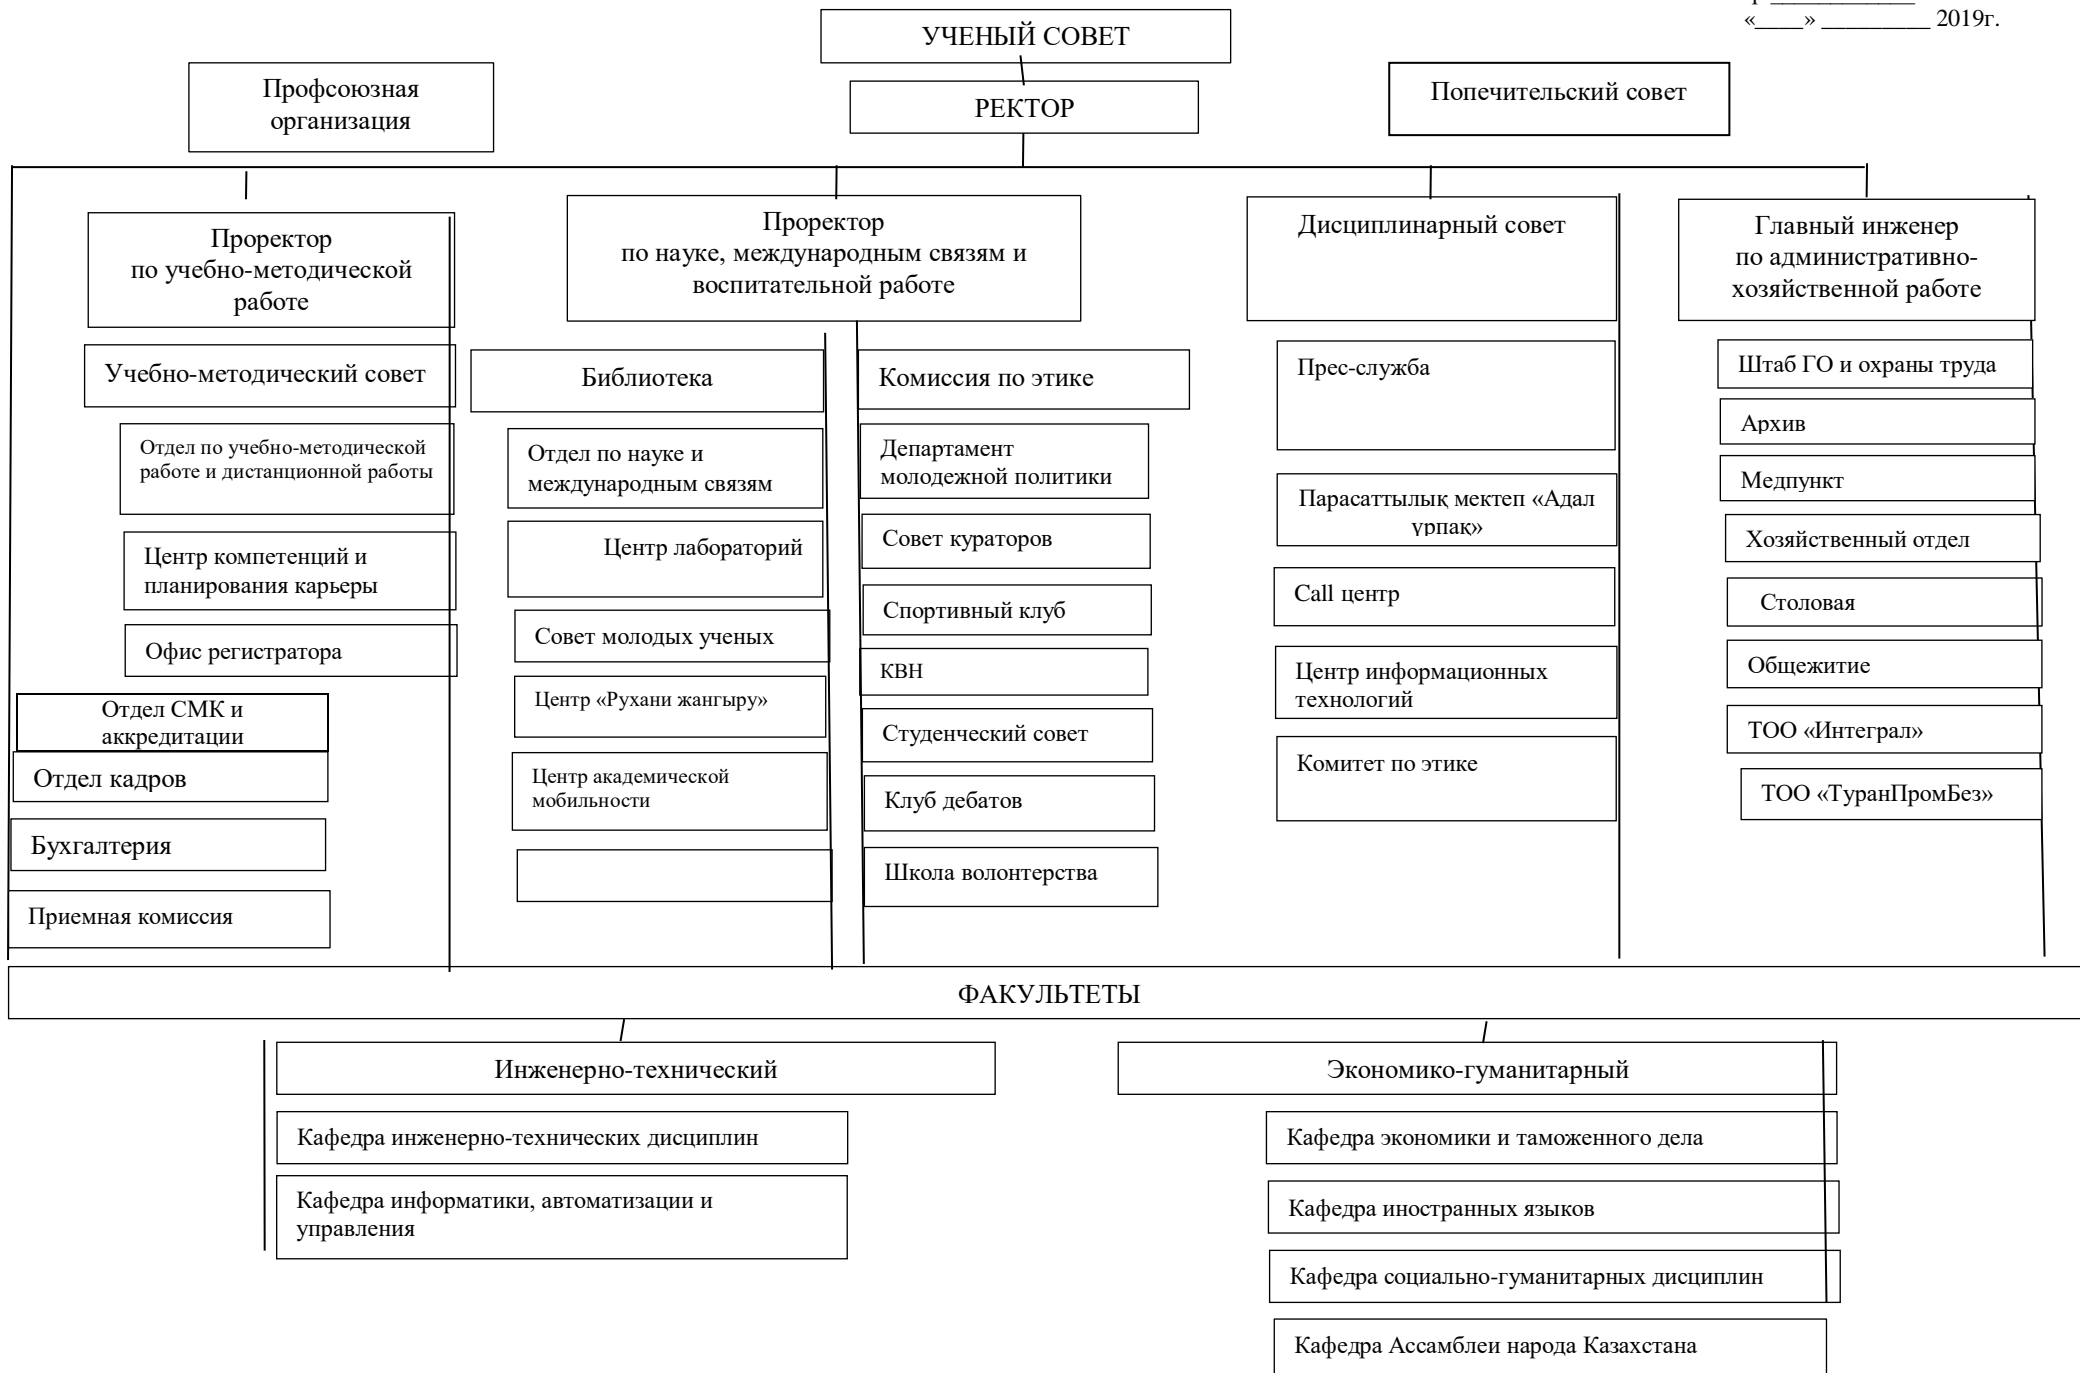 «____» _________ 2019г.
УЧЕНЫЙ СОВЕТ
Профсоюзная
организация
РЕКТОР
Попечительский совет
Проректор
по учебно-методической
работе
Проректор
по науке, международным связям и
воспитательной работе
Дисциплинарный совет
Главный инженер
по административно-
хозяйственной работе
Учебно-методический совет
Отдел по учебно-методической
работе и дистанционной работы
Центр компетенций и
планирования карьеры
Офис регистратора
Отдел СМК и
аккредитации
Отдел кадров
Бухгалтерия
Приемная комиссия
Библиотека
Отдел по науке и
международным связям
Центр лабораторий
Совет молодых ученых
Центр «Рухани жангыру»
Центр академической
мобильности
Комиссия по этике
Департамент
молодежной политики
Совет кураторов
Спортивный клуб
КВН
Студенческий совет
Клуб дебатов
Школа волонтерства
Прес-служба
Парасаттылық мектеп «Адал
ұрпақ»
Call центр
Центр информационных
технологий
Комитет по этике
Штаб ГО и охраны труда
Архив
Медпункт
Хозяйственный отдел
Столовая
Общежитие
ТОО «Интеграл»
ТОО «ТуранПромБез»
ФАКУЛЬТЕТЫ
Инженерно-технический
Кафедра инженерно-технических дисциплин
Кафедра информатики, автоматизации и
управления
Экономико-гуманитарный
Кафедра экономики и таможенного дела
Кафедра иностранных языков
Кафедра социально-гуманитарных дисциплин
Кафедра Ассамблеи народа Казахстана